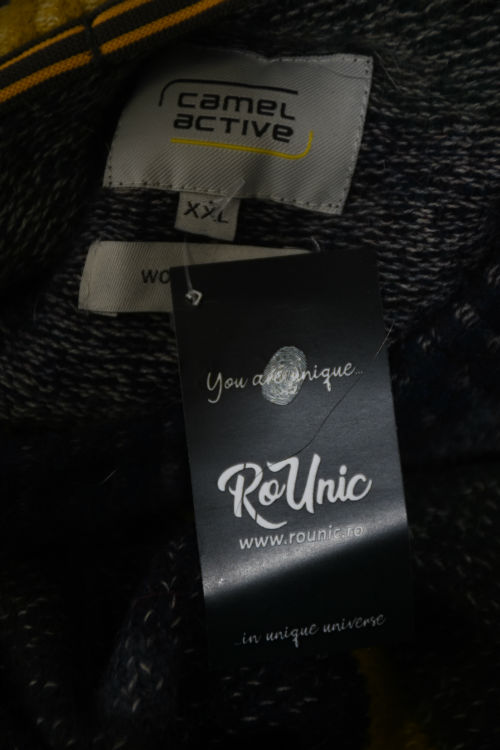 camel
active
XXL
You are unique...
RoUnic
www.rounic.ro
...in unique universe